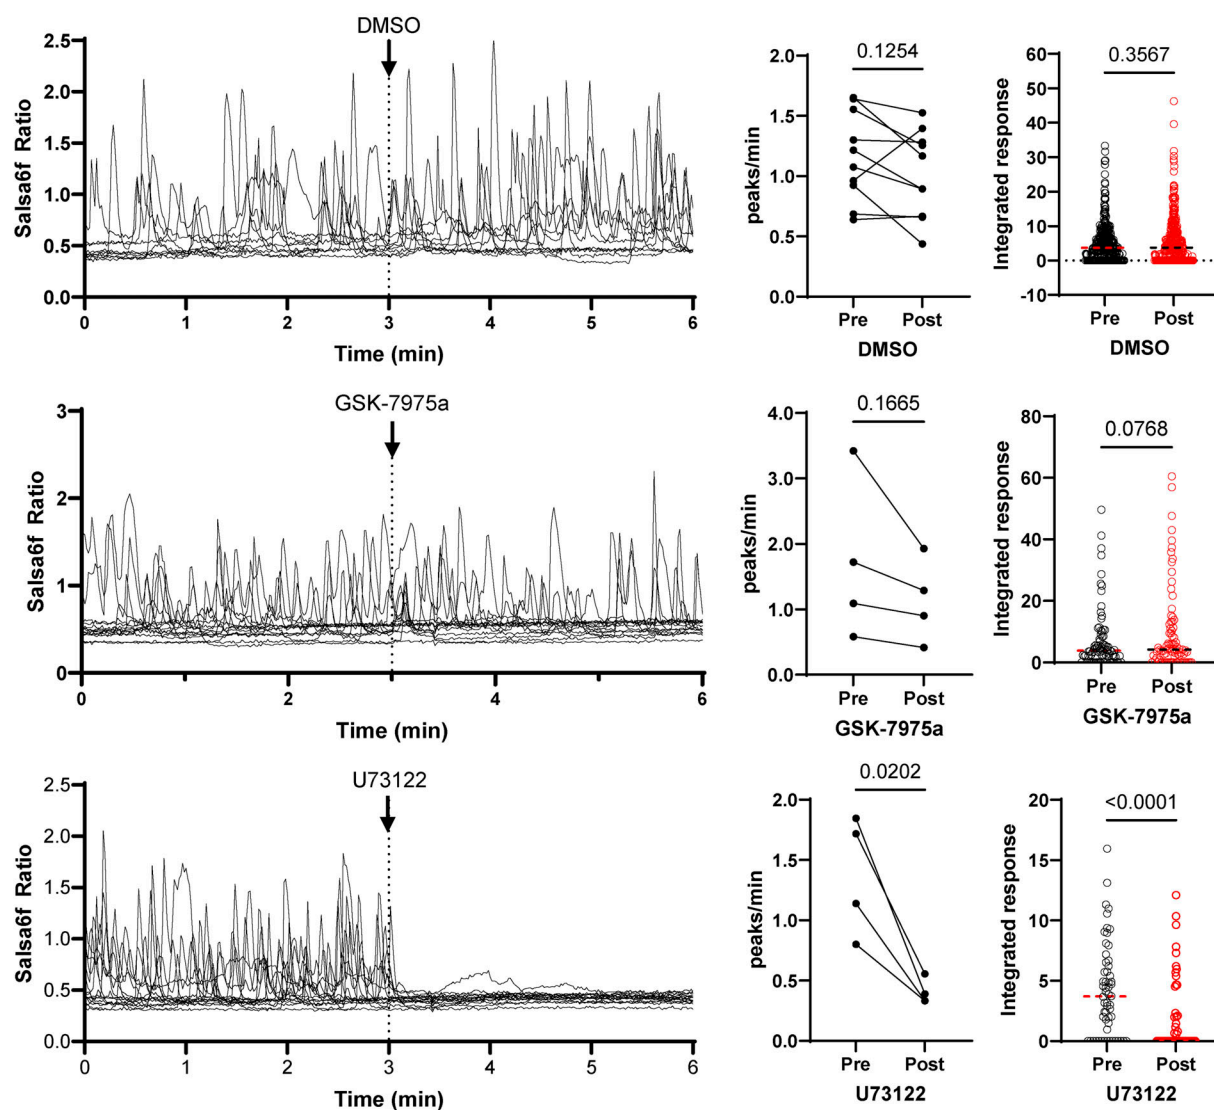 DMSO
Salsa6f Ratio
2.5
2.0
1.5
1.0
0.5
0.0
0 1 2 3 4 5 6
Time (min)
peaks/min
2.0
1.5
1.0
0.5
0.0
0.1254
Pre Post
DMSO
Integrated response
60
50
40
30
20
10
0
-10
0.3567
Pre Post
DMSO
GSK-7975a
Salsa6f Ratio
3
2
1
0
0 1 2 3 4 5 6
Time (min)
peaks/min
4.0
3.0
2.0
1.0
0.0
0.1665
Pre Post
GSK-7975a
Integrated response
80
60
40
20
0
0.0768
Pre Post
GSK-7975a
U73122
Salsa6f Ratio
2.5
2.0
1.5
1.0
0.5
0.0
0 1 2 3 4 5 6
Time (min)
peaks/min
2.0
1.5
1.0
0.5
0.0
0.0202
Pre Post
U73122
Integrated response
20
15
10
5
0
<0.0001
Pre Post
U73122